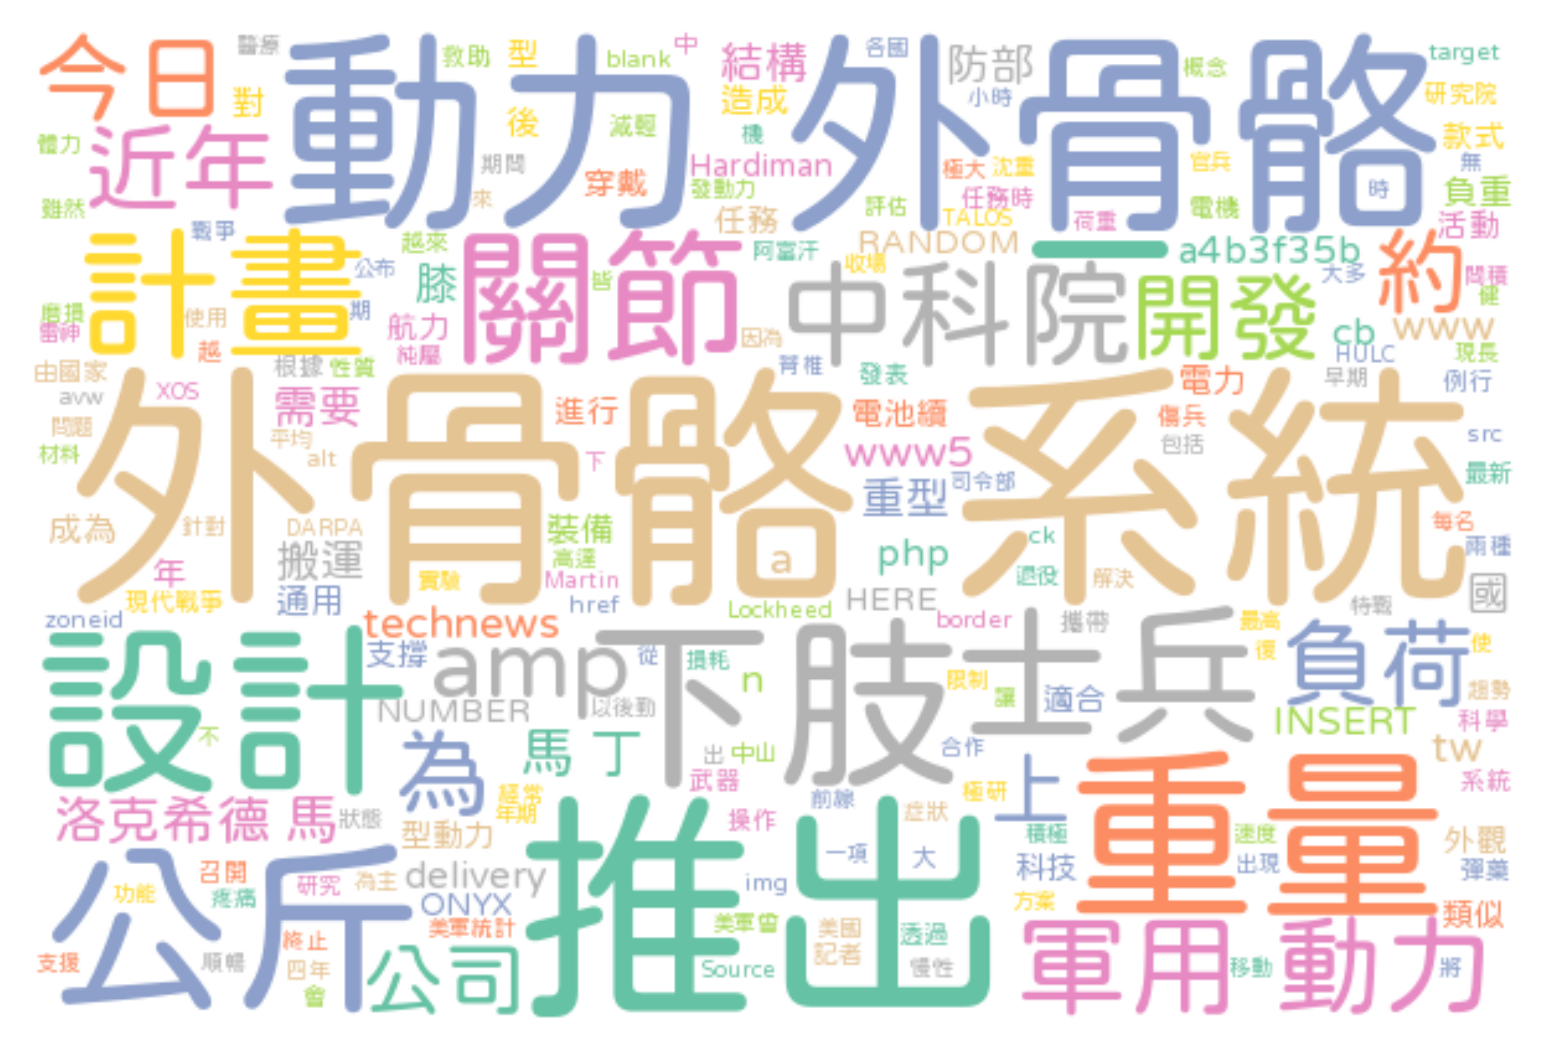 今日 醫療 動力外骨骼 救助 型 blank 中 結構 各國 防部 概念 target
對 後 減輕 造成 小時 研究院
體力 近年 期間 機 款式
Hardiman 極大 沈重 官兵 無
穿戴 發動力 任務時 時 負重
雖然 來 任務 評估 TALOS 荷重 電機 活動
戰爭 越來 阿富汗 RANDOM 一 a4b3f35b
計畫 公布 膝 關節 皆 收場 中科院 開發 大多 約 間積
健
磨損 使用 期 航力 因為 cb www
雷神 越 純屬 HULC 現長
由國家 根據 性質 脊椎 發表 電力 早期 例行
avw XOS 需要 進行 電池續 傷兵
問題 外骨骼系統 平均 包括 src
材料 alt 下 www5 最新
重型 司令部
成為 針對 DARPA 裝備 a php ck 每名
搬運 高達 兩種
年 實驗 Martin 退役 解決 國
現代戰爭 通用 href Lockheed HERE 特戰
zoneid technews border 攜帶 最高
設計 支撐 amp 從 損耗 下肢 士兵 復 負荷 使
n 限制 讓 適合 趨勢
NUMBER 以後動 INSERT 科學
不 為 馬丁 出 中山 合作 tw
武器 上 重量 系統
洛克希德 馬 狀態 經常 年期 推出 前線 極研
型動力 操作 症狀 積極 速度 外觀
公斤 召開 一項 大 科技 出現 彈藥
功能 疼痛 研究 為主 delivery img
ONYX 方案 類似
美軍統計 美軍曾 美國 透過
終止 公司 記者 軍用動力
支援 順暢 四年 Source 慢性 移動 將
會